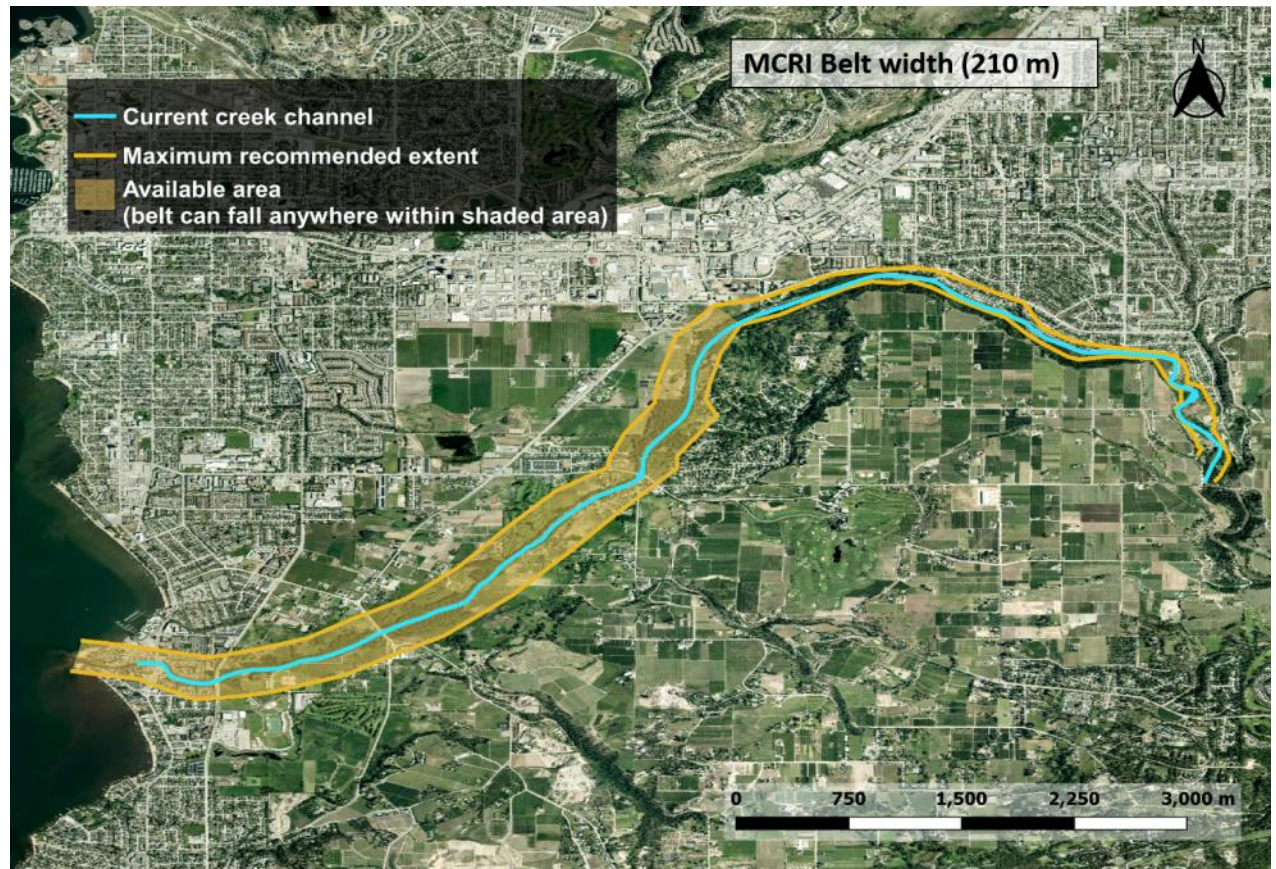 MCRI Belt width (210 m)
N
Current creek channel
Maximum recommended extent
Available area
(belt can fall anywhere within shaded area)
0 750 1,500 2,250 3,000 m